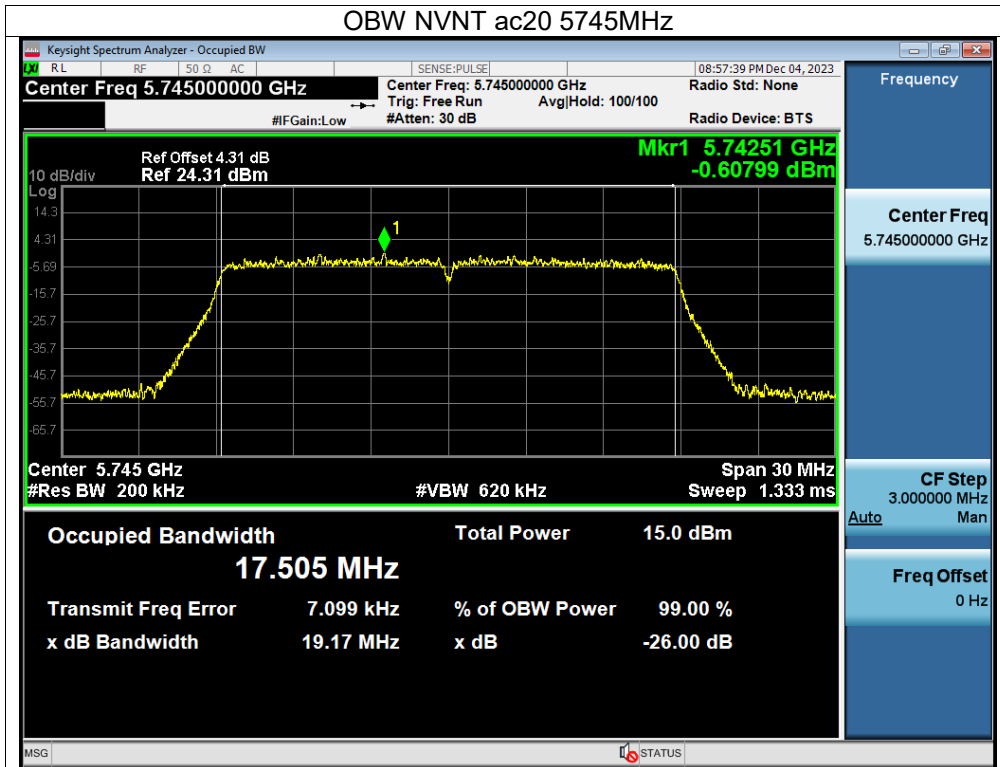 OBW NVNT ac20 5745MHz
Keysight Spectrum Analyzer - Occupied BW
LXI RL RF 50 Ω AC SENSE:PULSE 08:57:39 PM Dec 04, 2023
Center Freq 5.745000000 GHz
Center Freq: 5.745000000 GHz
Radio Std: None
Trig: Free Run Avg|Hold: 100/100
#IFGain:Low #Atten: 30 dB Radio Device: BTS
Mkr1 5.74251 GHz
-0.60799 dBm
Ref Offset 4.31 dB
10 dB/div Ref 24.31 dBm
Log
14.3
4.31
-5.69
-15.7
-25.7
-35.7
-45.7
-55.7
-65.7
1
Center 5.745 GHz Span 30 MHz
#Res BW 200 kHz #VBW 620 kHz Sweep 1.333 ms
Occupied Bandwidth Total Power 15.0 dBm
17.505 MHz
Transmit Freq Error 7.099 kHz % of OBW Power 99.00 %
x dB Bandwidth 19.17 MHz x dB -26.00 dB
Frequency
Center Freq
5.745000000 GHz
CF Step
3.000000 MHz
Auto Man
Freq Offset
0 Hz
MSG STATUS